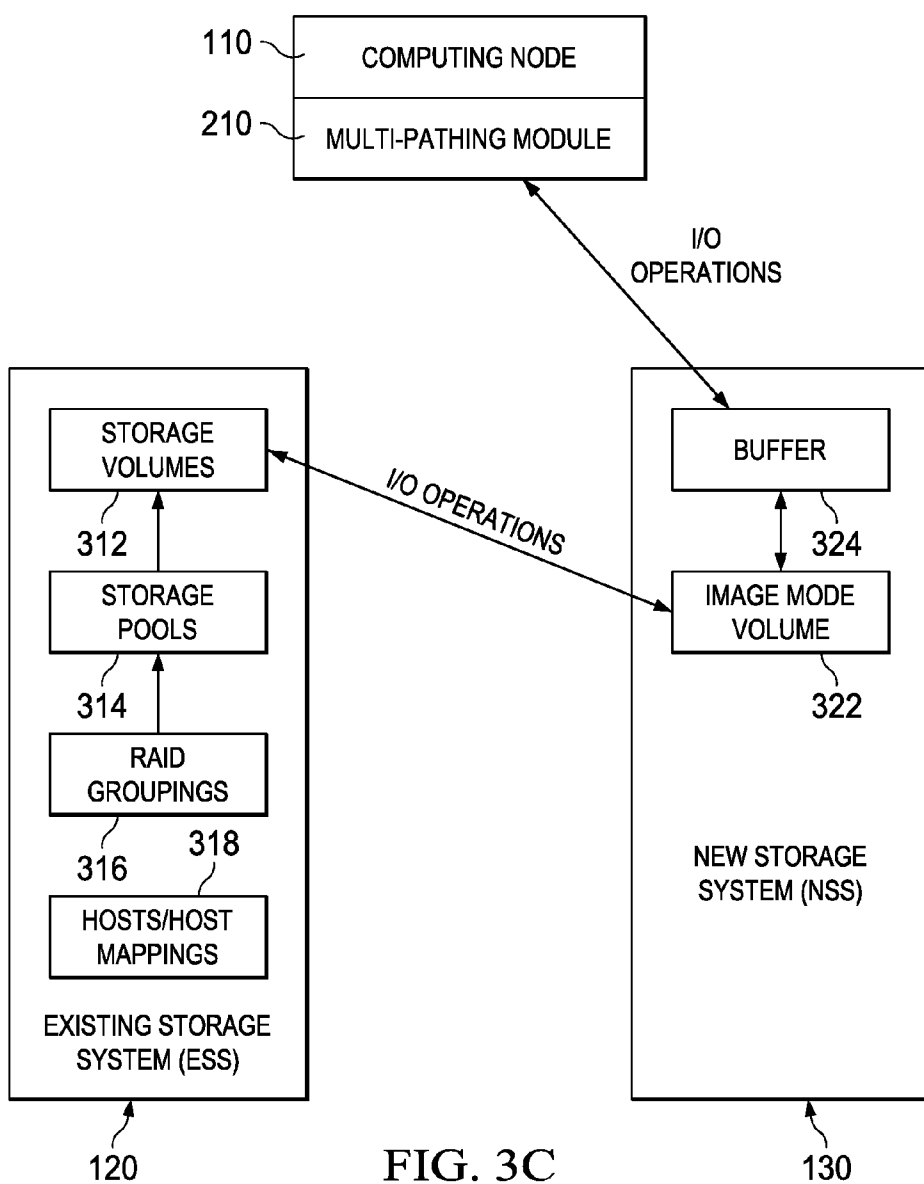 110
COMPUTING NODE
210
MULTI-PATHING MODULE
I/O
OPERATIONS
STORAGE
VOLUMES
312
I/O OPERATIONS
BUFFER
324
STORAGE
POOLS
314
IMAGE MODE
VOLUME
322
RAID
GROUPINGS
316
318
HOSTS/HOST
MAPPINGS
EXISTING STORAGE
SYSTEM (ESS)
NEW STORAGE
SYSTEM (NSS)
120
FIG. 3C
130